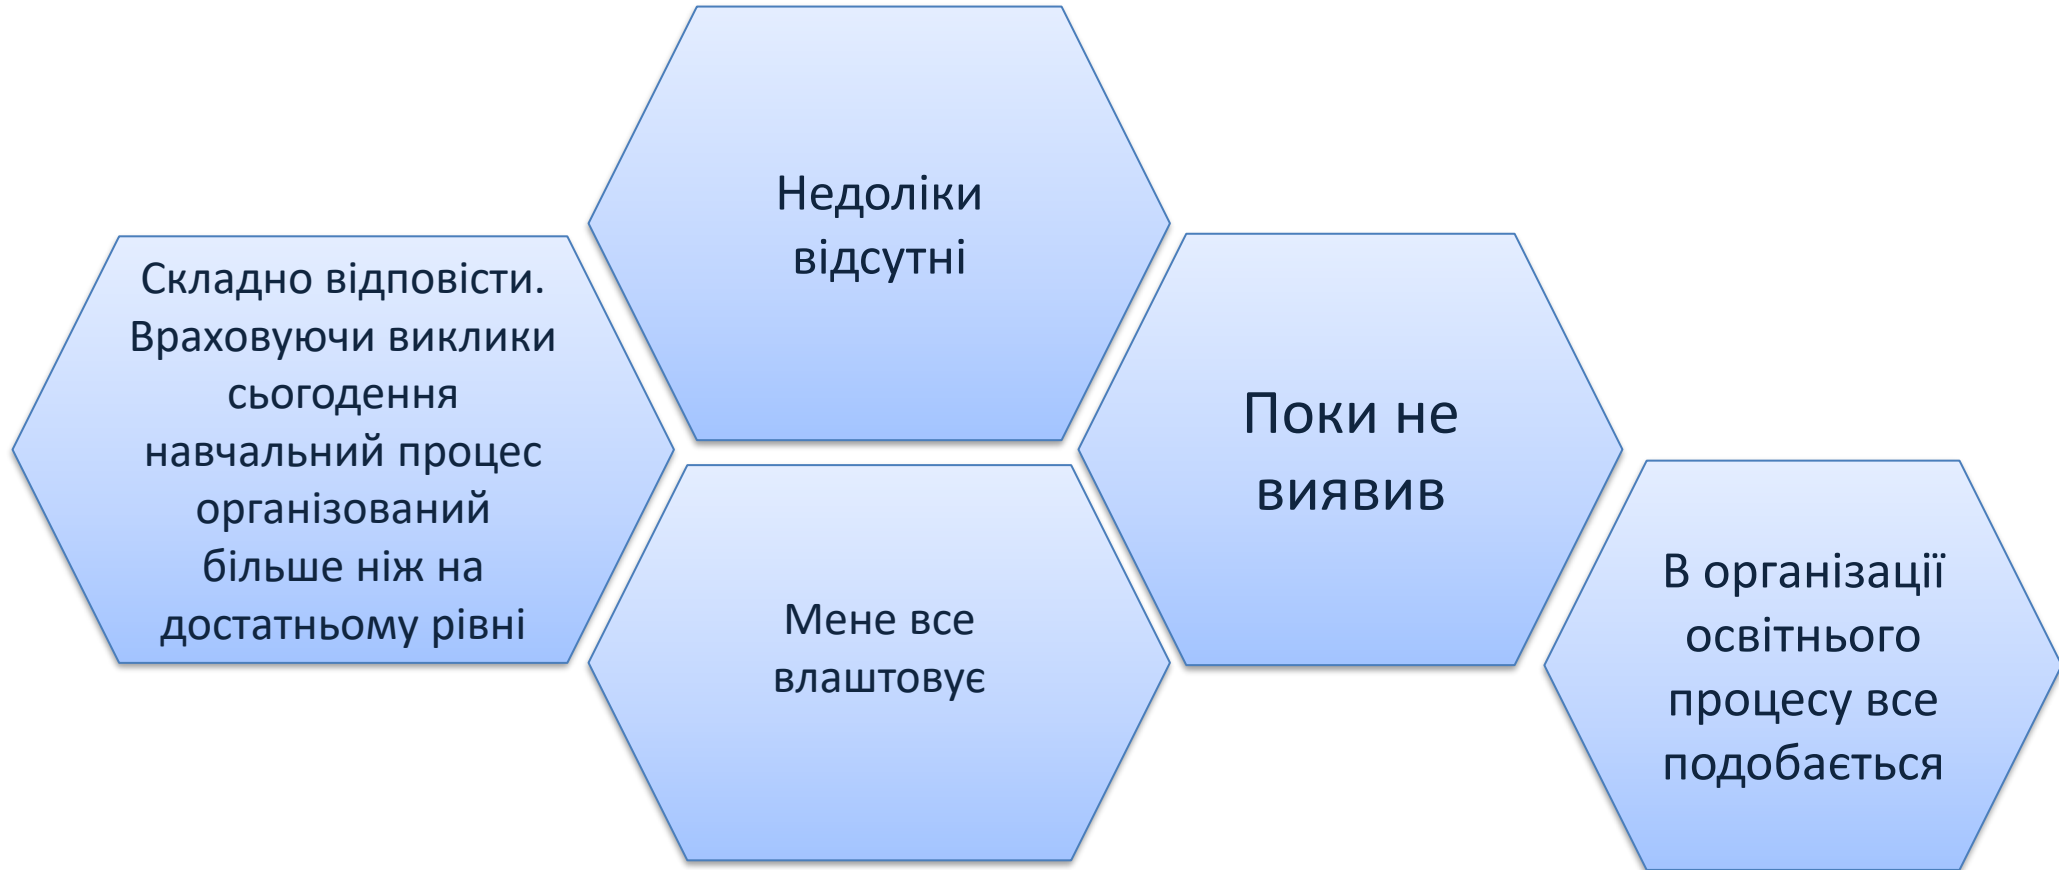 Складно відповісти.
Враховуючи виклики
сьогодення
навчальний процес
організований
більше ніж на
достатньому рівні
Недоліки
відсутні
Мене все
влаштовує
Поки не
виявив
В організації
освітнього
процесу все
подобається